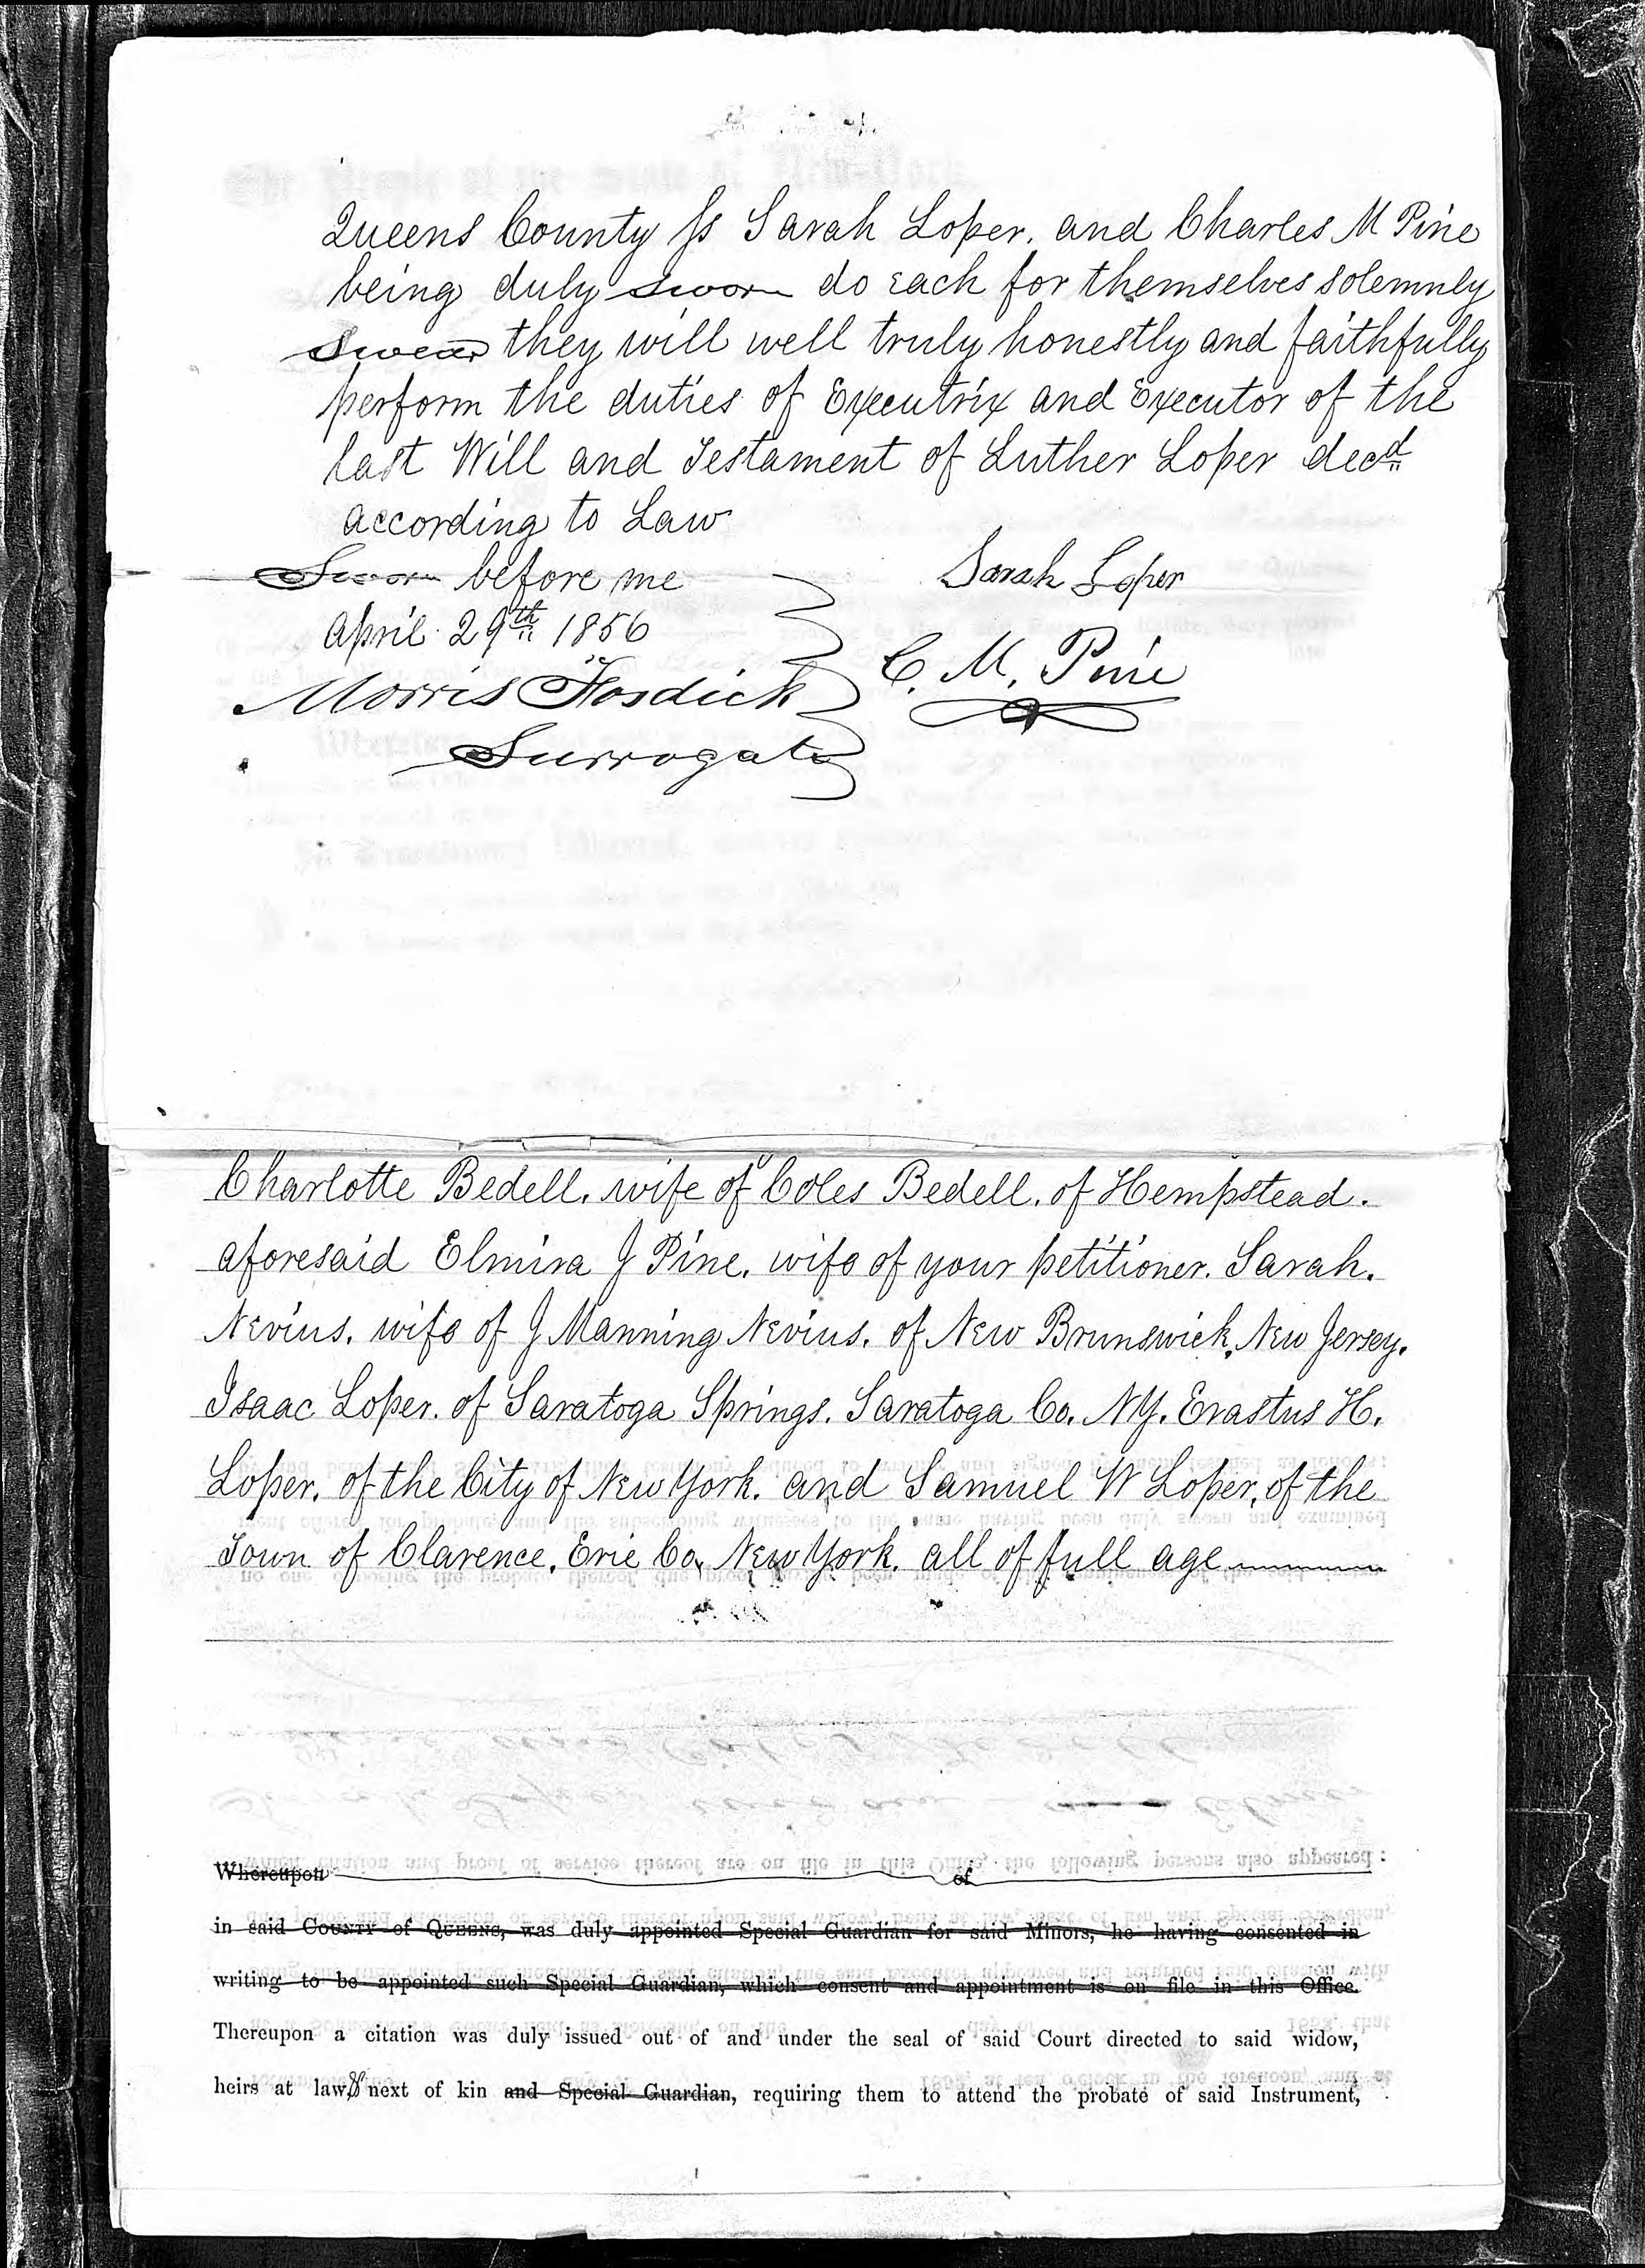 Queens County ss Sarah Loper. and Charles M Pine
being duly sworn do each for themselves solemnly
swear they will well truly honestly and faithfully
perform the duties of Executrix and Executor of the
last Will and Testament of Luther Loper decd
according to Law
Sworn before me
April 29th 1856
Morris Fosdick
Surrogate
Sarah Loper
C. M. Pine
Charlotte Bedell. wife of Coles Bedell. of Hempstead.
aforesaid Elmira J Pine. wife of your petitioner. Sarah.
Nevius. wife of J Manning Nevius. of New Brunswick, New Jersey.
Isaac Loper. of Saratoga Springs. Saratoga Co. NY. Erastus H.
Loper. of the City of New York. and Samuel W Loper, of the
Town of Clarence. Erie Co, New York. all of full age
Whereupon of
in said County of Queens, was duly appointed Special Guardian for said Minors, he having consented in
writing to be appointed such Special Guardian, which consent and appointment is on file in this Office.
Thereupon a citation was duly issued out of and under the seal of said Court directed to said widow,
heirs at law, & next of kin and Special Guardian, requiring them to attend the probate of said Instrument,